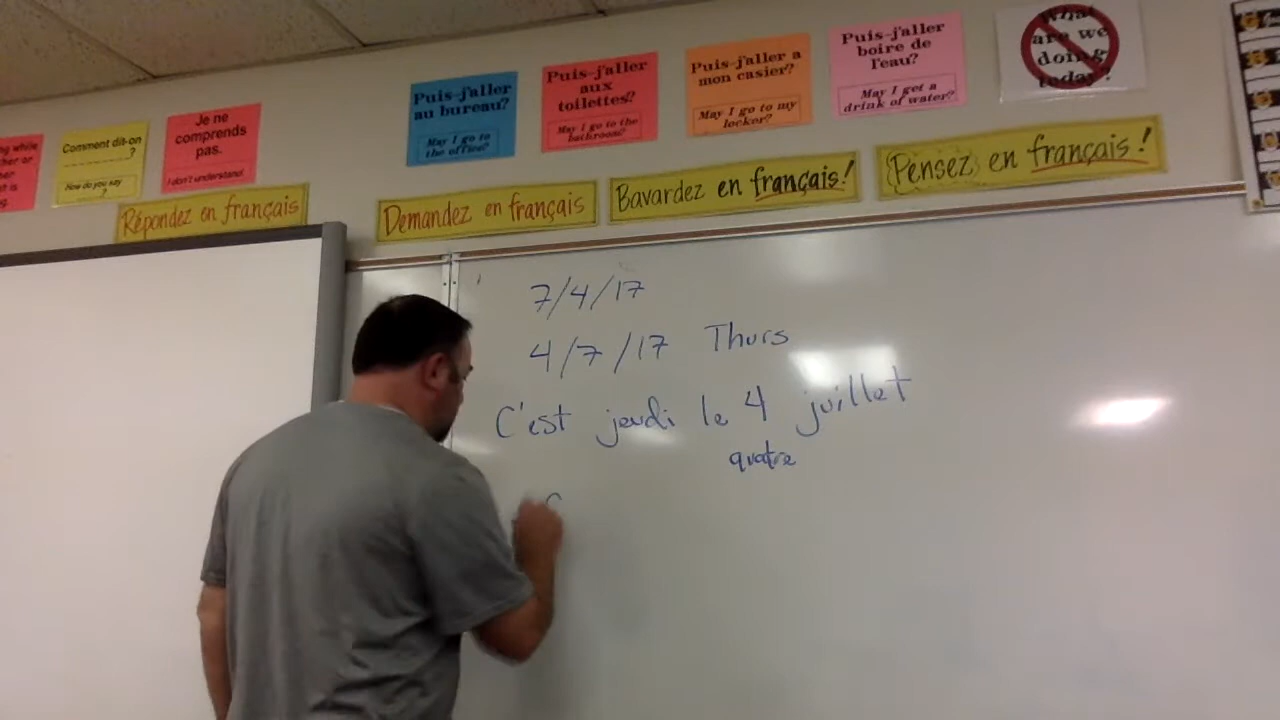 Comment dit-on
?
How do you say
?
Je ne
comprends
pas.
I don't understand.
Puis-j'aller
au bureau?
May I go to
the office?
Puis-j'aller
aux
toilettes?
May I go to the
bathroom?
Puis-j'aller a
mon casier?
May I go to my
locker?
Puis-j'aller
boire de
l'eau?
May I get a
drink of water?
What
are we
doing
today?
Répondez en français
Demandez en français
Bavardez en français!
Pensez en français!
7/4/17
4/7/17 Thurs
C'est jeudi le 4 juillet
quatre